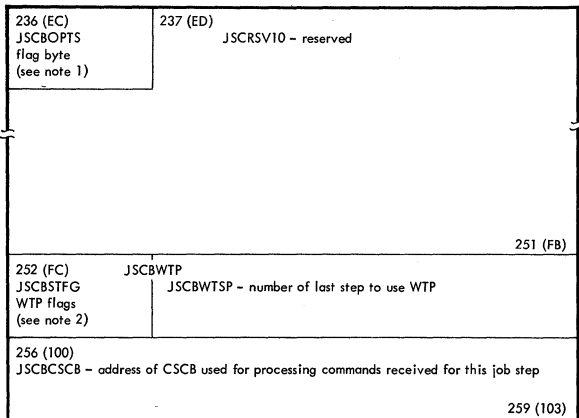 236 (EC)
JSCBOPTS
flag byte
(see note 1)
237 (ED)
JSCRSV10 – reserved
251 (FB)
252 (FC)
JSCBWTP
JSCBSTFG
WTP flags
(see note 2)
JSCBWTSP – number of last step to use WTP
256 (100)
JSCBCSCB – address of CSCB used for processing commands received for this job step
259 (103)